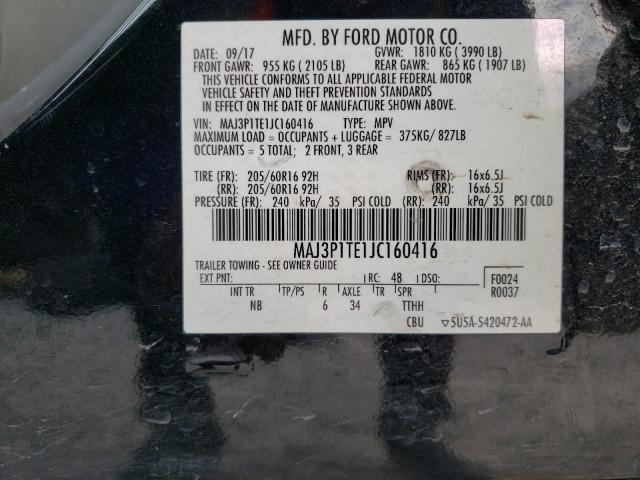 MFD. BY FORD MOTOR CO.
DATE: 09/17 GVWR: 1810 KG ( 3990 LB)
FRONT GAWR: 955 KG ( 2105 LB) REAR GAWR: 865 KG ( 1907 LB)
THIS VEHICLE CONFORMS TO ALL APPLICABLE FEDERAL MOTOR
VEHICLE SAFETY AND THEFT PREVENTION STANDARDS
IN EFFECT ON THE DATE OF MANUFACTURE SHOWN ABOVE.
VIN: MAJ3P1TE1JC160416 TYPE: MPV
MAXIMUM LOAD = OCCUPANTS + LUGGAGE = 375KG/ 827LB
OCCUPANTS = 5 TOTAL; 2 FRONT, 3 REAR
TIRE (FR): 205/60R16 92H RIMS (FR): 16x6.5J
(RR): 205/60R16 92H (RR): 16x6.5J
PRESSURE (FR): 240 kPa/ 35 PSI COLD (RR): 240 kPa/ 35 PSI COLD
MAJ3P1TE1JC160416
TRAILER TOWING - SEE OWNER GUIDE
EXT PNT: RC: 48 DSO: F0024
INT TR TP/PS R AXLE TR SPR R0037
NB 6 34 TTHH
CBU 5U5A-5420472-AA